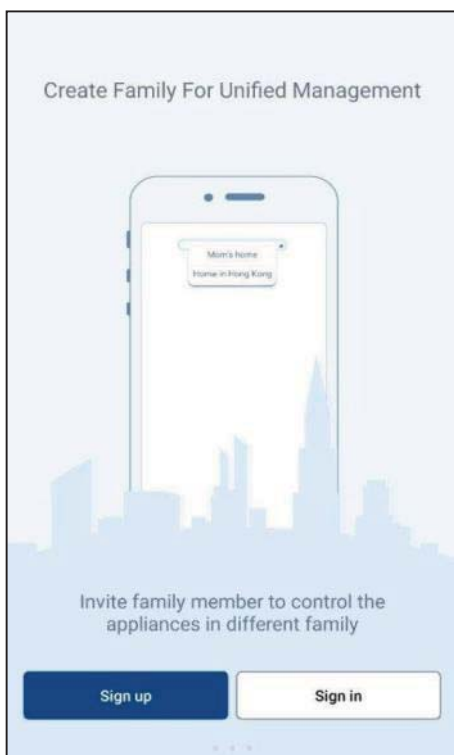 Create Family For Unified Management
Mom's home
Home in Hong Kong
Invite family member to control the
appliances in different family
Sign up
Sign in